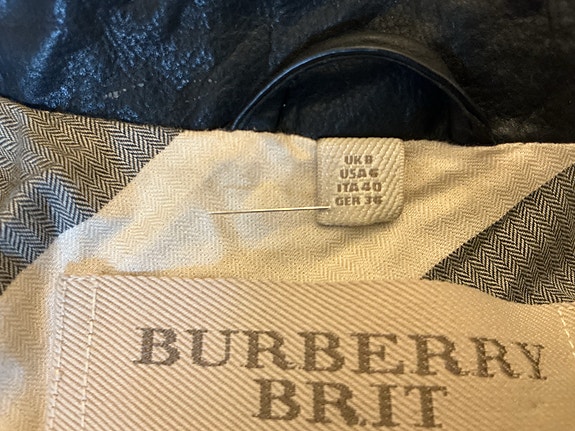 UK 8
USA 6
ITA 40
GER 36
BURBERRY
BRIT